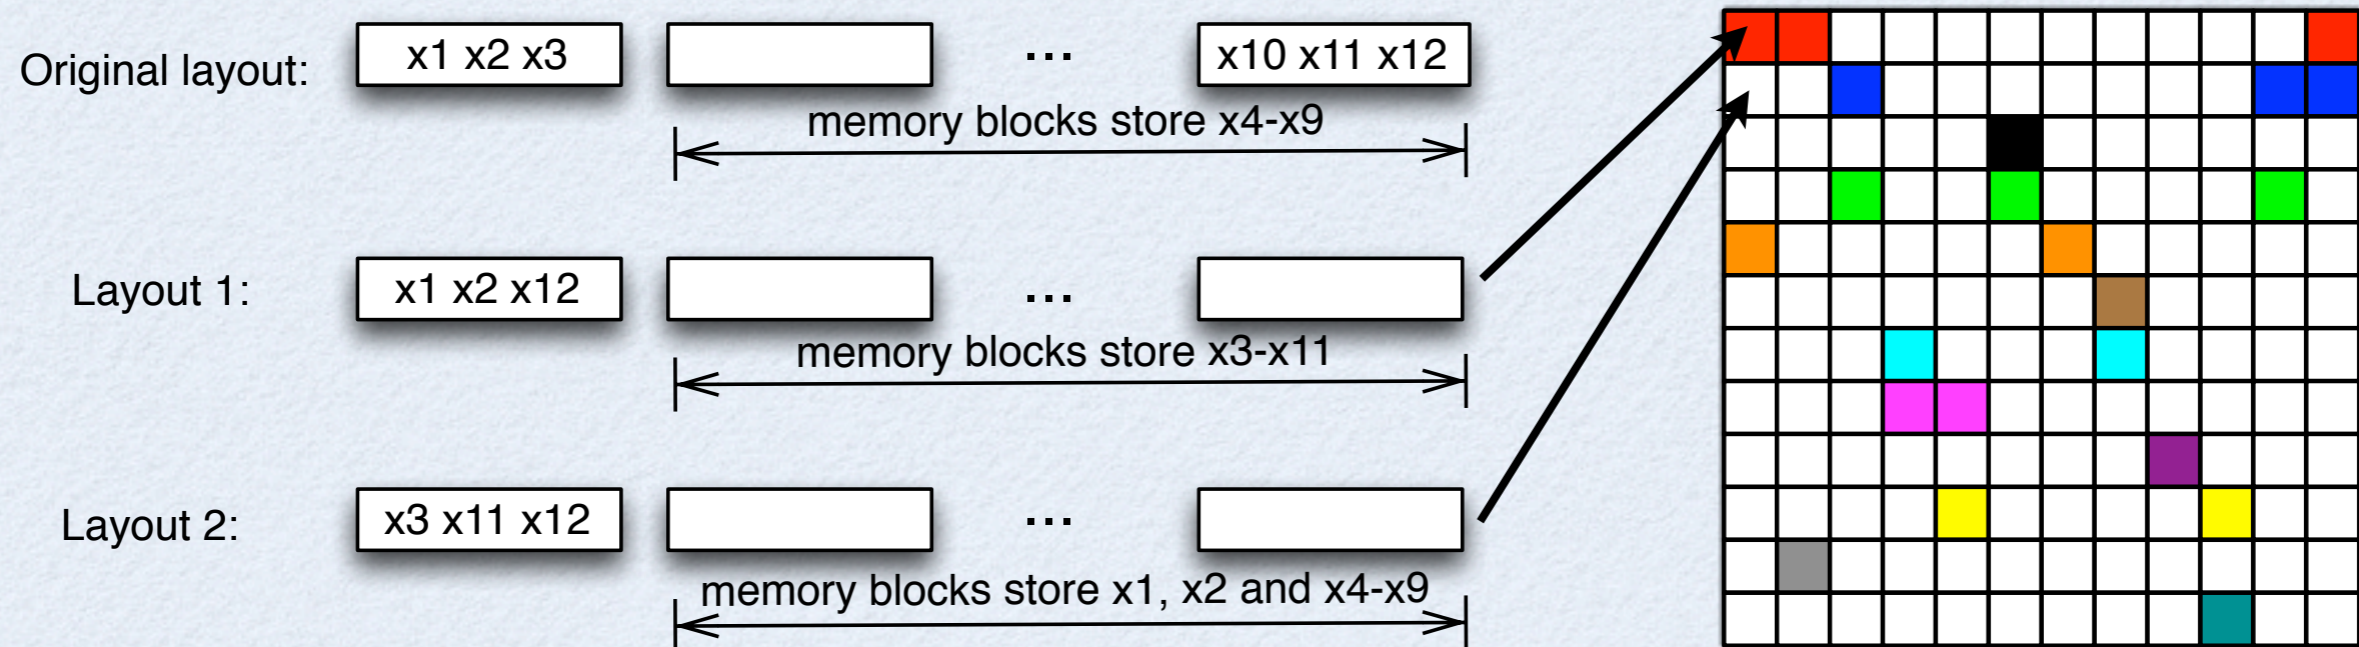 Original layout:
x1 x2 x3
...
x10 x11 x12
memory blocks store x4-x9
Layout 1:
x1 x2 x12
...
memory blocks store x3-x11
Layout 2:
x3 x11 x12
...
memory blocks store x1, x2 and x4-x9